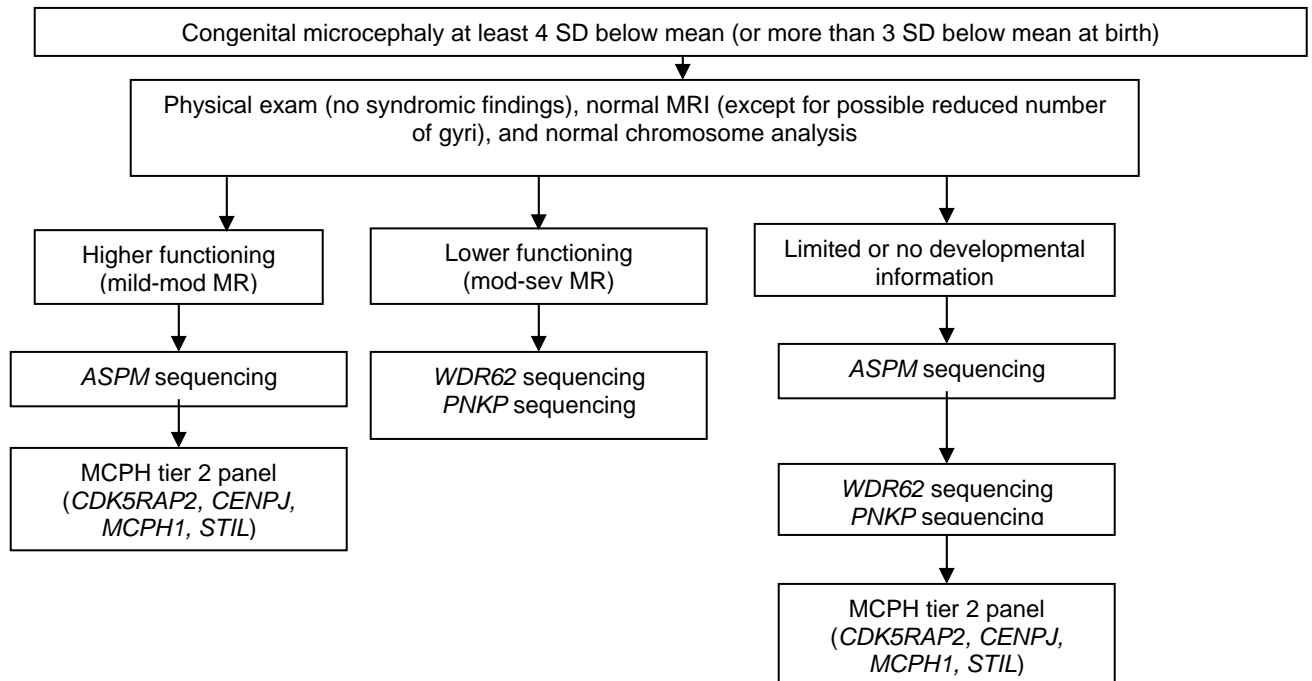 Congenital microcephaly at least 4 SD below mean (or more than 3 SD below mean at birth)
Physical exam (no syndromic findings), normal MRI (except for possible reduced number
of gyri), and normal chromosome analysis
Higher functioning
(mild-mod MR)
ASPM sequencing
MCPH tier 2 panel
(CDK5RAP2, CENPJ,
MCPH1, STIL)
Lower functioning
(mod-sev MR)
WDR62 sequencing
PNKP sequencing
Limited or no developmental
information
ASPM sequencing
WDR62 sequencing
PNKP sequencing
MCPH tier 2 panel
(CDK5RAP2, CENPJ,
MCPH1, STIL)